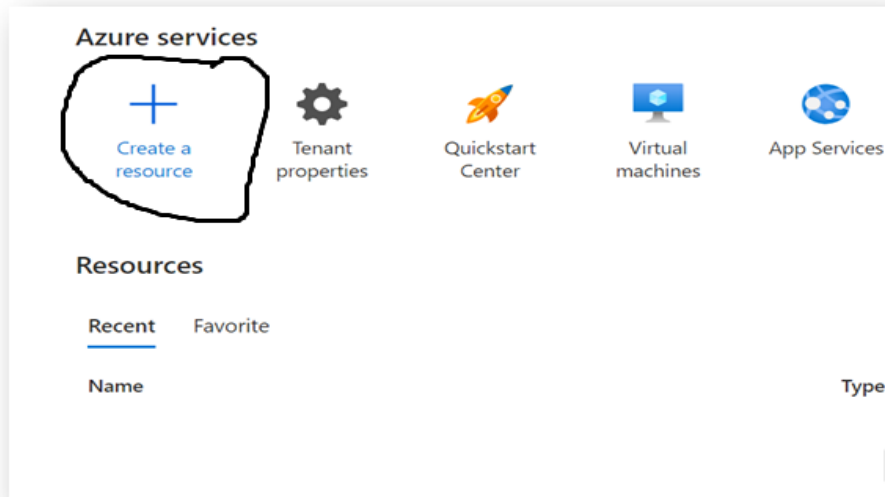 Azure services
Create a
resource
Tenant
properties
Quickstart
Center
Virtual
machines
App Services
Resources
Recent Favorite
Name Type